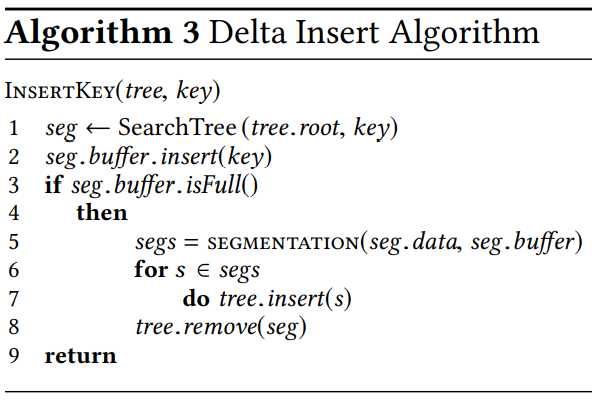 Algorithm 3 Delta Insert Algorithm
InsertKey(tree, key)
1 seg ← SearchTree(tree.root, key)
2 seg.buffer.insert(key)
3 if seg.buffer.isFull()
4 then
5 segs = segmentation(seg.data, seg.buffer)
6 for s ∈ segs
7 do tree.insert(s)
8 tree.remove(seg)
9 return